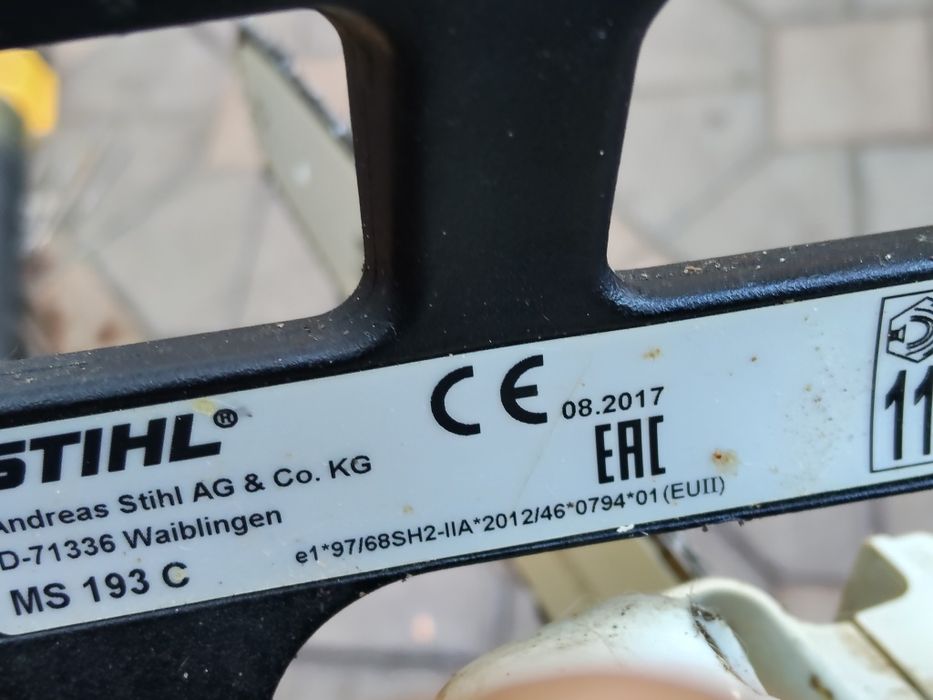 STIHL®
Andreas Stihl AG & Co. KG
D-71336 Waiblingen
MS 193 C
CE
08.2017
EAC
e1*97/68SH2-IIA*2012/46*0794*01 (EUII)